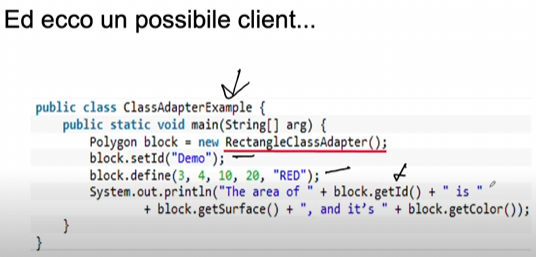 Ed ecco un possibile client...
public class ClassAdapterExample {
public static void main(String[] arg) {
Polygon block = new RectangleClassAdapter();
block.setId("Demo");
block.define(3, 4, 10, 20, "RED");
System.out.println("The area of " + block.getId() + " is "
+ block.getSurface() + ", and it's " + block.getColor());
}
}